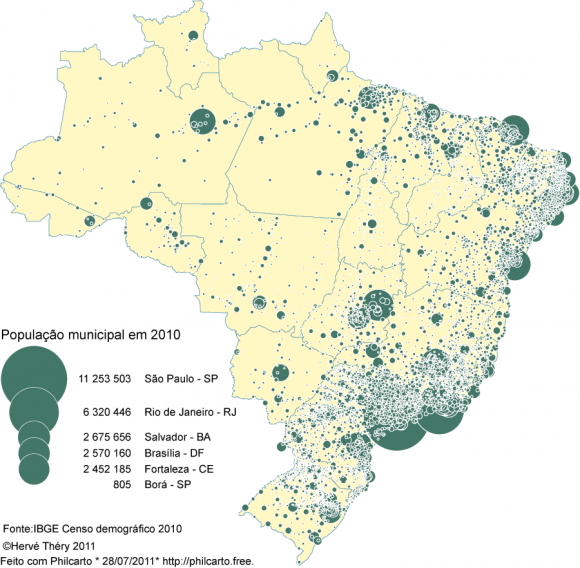 População municipal em 2010
11 253 503 São Paulo - SP
6 320 446 Rio de Janeiro - RJ
2 675 656 Salvador - BA
2 570 160 Brasília - DF
2 452 185 Fortaleza - CE
805 Borá - SP
Fonte:IBGE Censo demográfico 2010
©Hervé Théry 2011
Feito com Philcarto * 28/07/2011* http://philcarto.free.